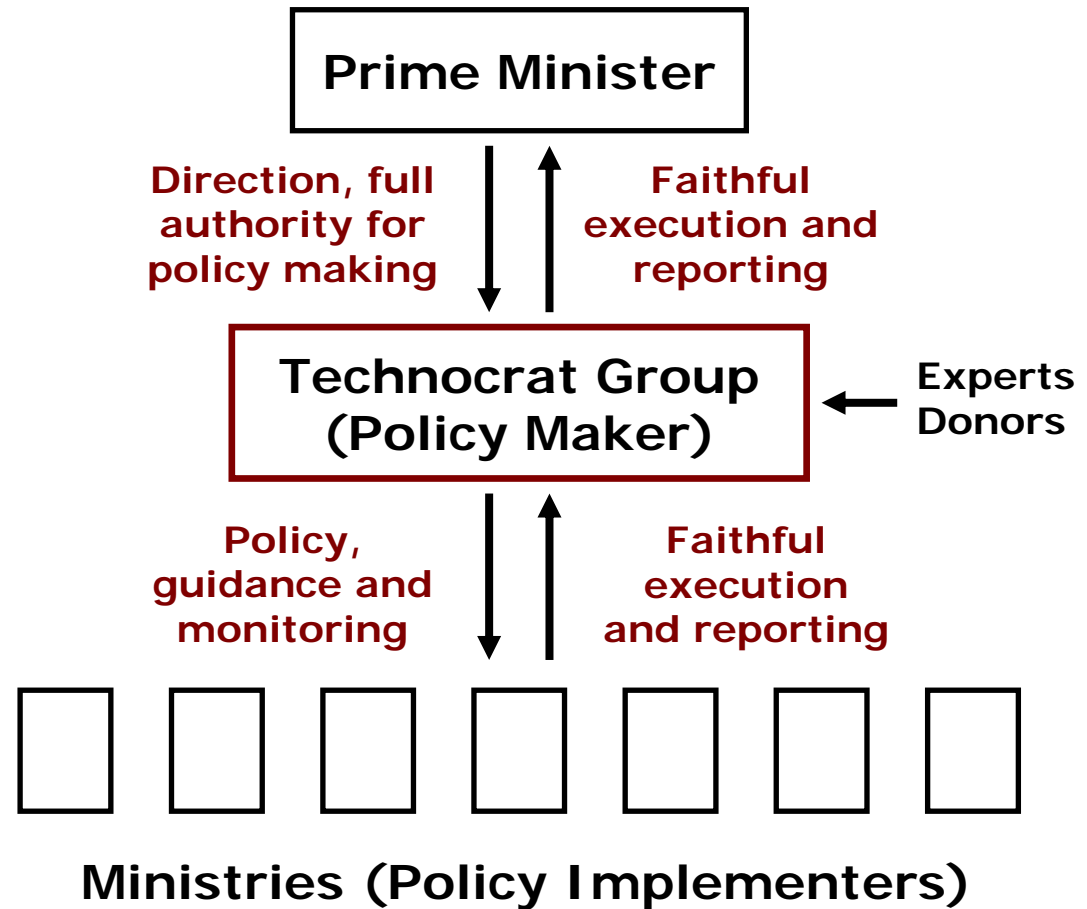 Prime Minister
Direction, full
authority for
policy making
Faithful
execution and
reporting
Technocrat Group
(Policy Maker)
Experts
Donors
Policy,
guidance and
monitoring
Faithful
execution
and reporting
Ministries (Policy Implementers)